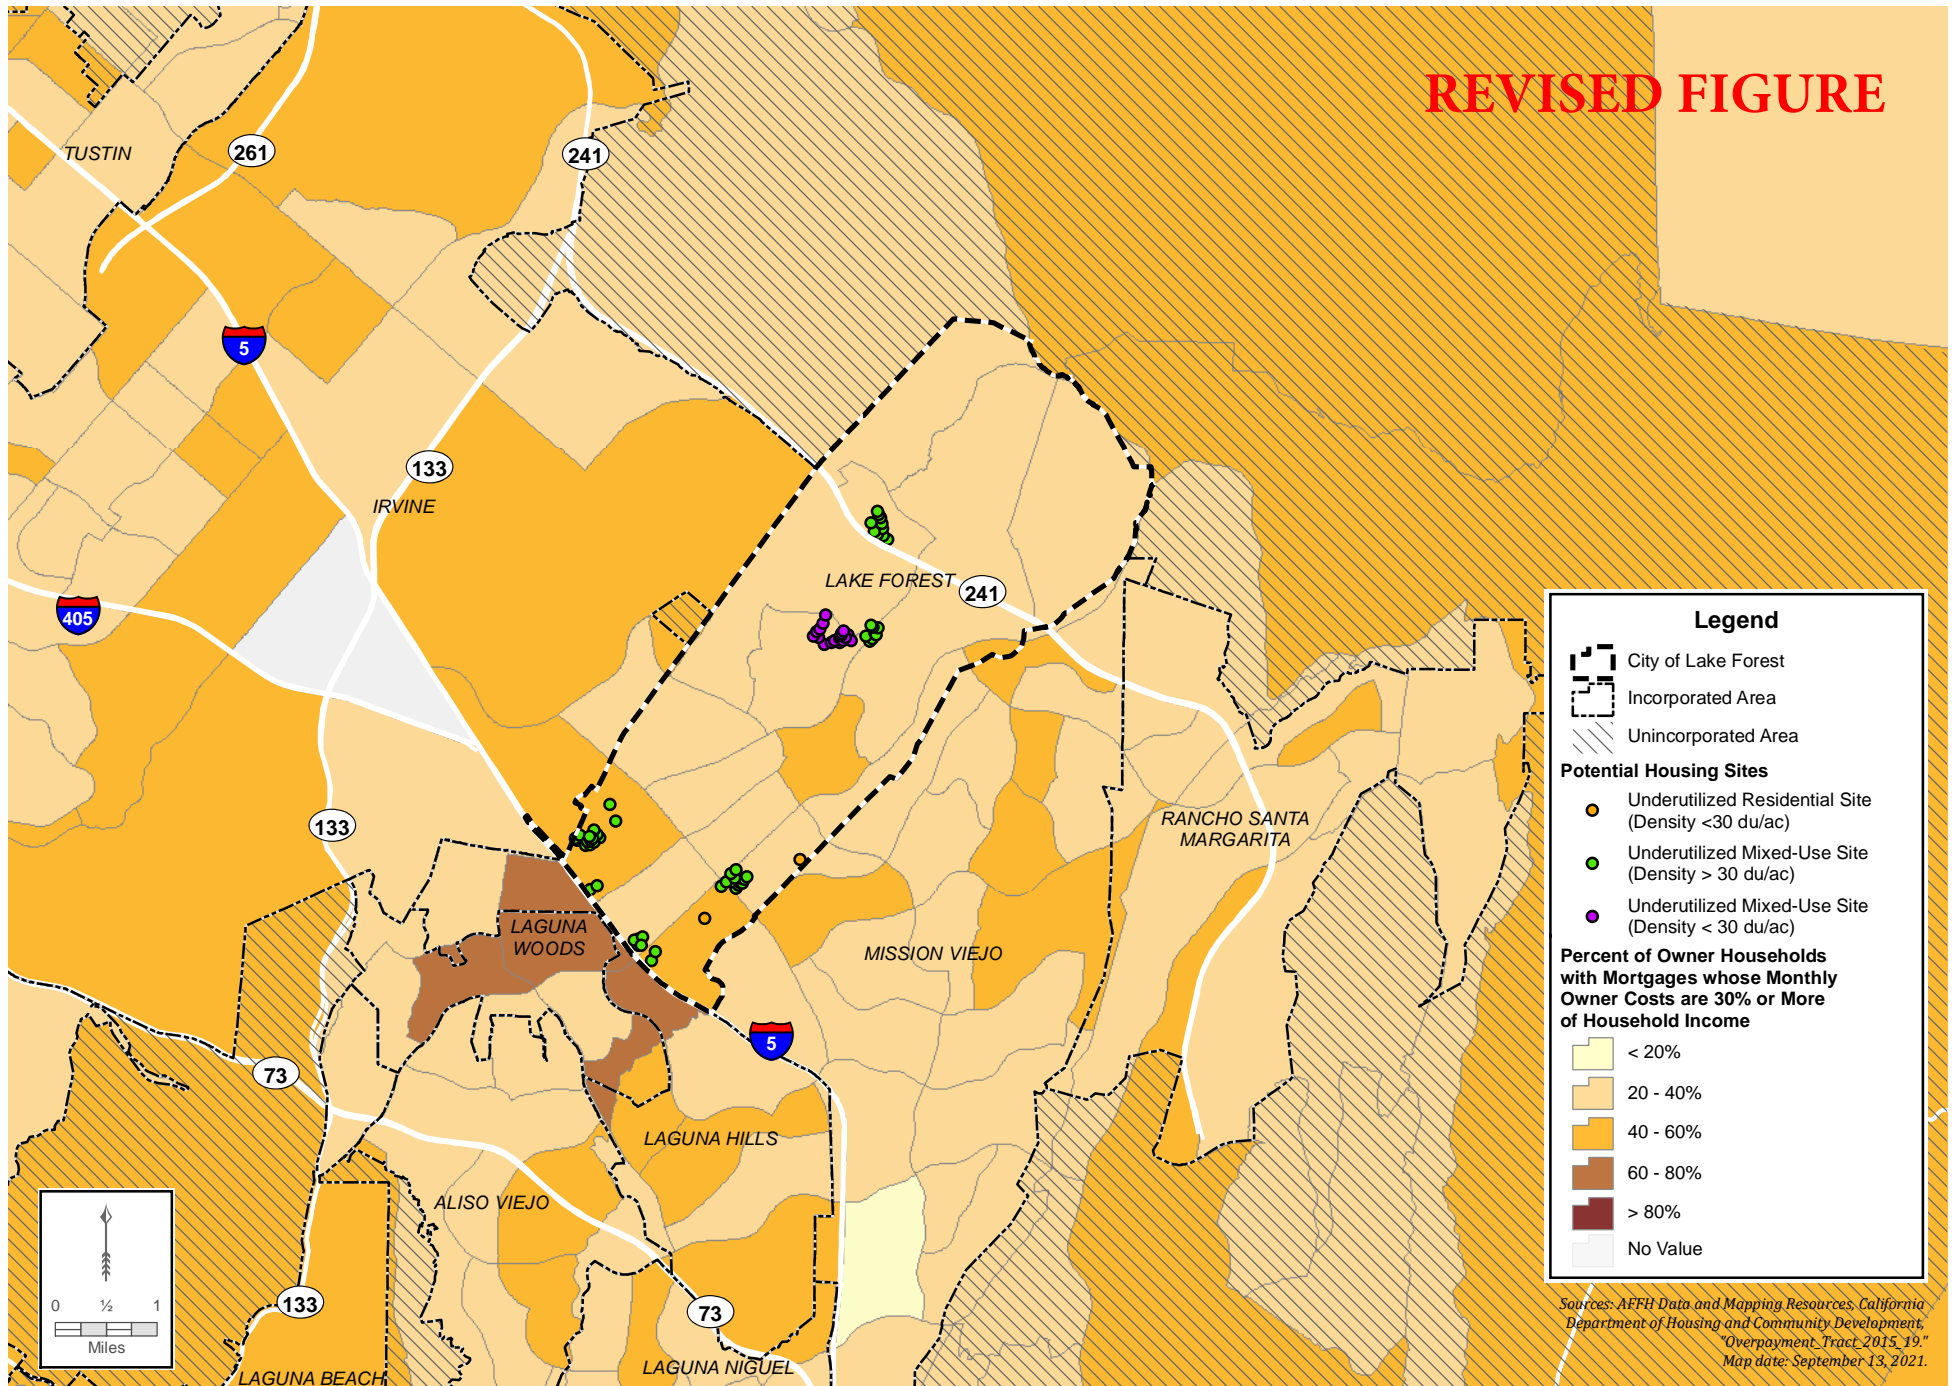 REVISED FIGURE
TUSTIN
261
241
5
133
IRVINE
405
LAKE FOREST
241
133
RANCHO SANTA
MARGARITA
LAGUNA
WOODS
MISSION VIEJO
5
73
LAGUNA HILLS
ALISO VIEJO
133
73
LAGUNA NIGUEL
LAGUNA BEACH
0 ½ 1
Miles
Legend
City of Lake Forest
Incorporated Area
Unincorporated Area
Potential Housing Sites
Underutilized Residential Site
(Density <30 du/ac)
Underutilized Mixed-Use Site
(Density > 30 du/ac)
Underutilized Mixed-Use Site
(Density < 30 du/ac)
Percent of Owner Households
with Mortgages whose Monthly
Owner Costs are 30% or More
of Household Income
< 20%
20 - 40%
40 - 60%
60 - 80%
> 80%
No Value
Sources: AFFH Data and Mapping Resources, California
Department of Housing and Community Development,
"Overpayment_Tract_2015_19."
Map date: September 13, 2021.